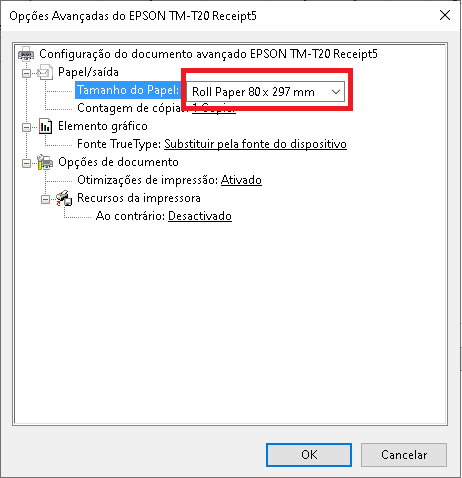 Opções Avançadas do EPSON TM-T20 Receipt5
Configuração do documento avançado EPSON TM-T20 Receipt5
Papel/saída
Tamanho do Papel: Roll Paper 80 x 297 mm
Contagem de cópia: 1 Copiar
Elemento gráfico
Fonte TrueType: Substituir pela fonte do dispositivo
Opções de documento
Otimizações de impressão: Ativado
Recursos da impressora
Ao contrário: Desactivado
OK
Cancelar